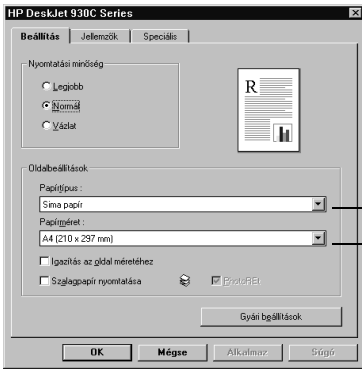 HP DeskJet 930C Series
Beállítás Jellemzők Speciális
Nyomtatási minőség
Legjobb
Normál
Vázlat
R
Oldalbeállítások
Papírtípus :
Sima papír
Papírméret :
A4 (210 x 297 mm)
Igazítás az oldal méretéhez
Szalagpapír nyomtatása PhotoREt
Gyári beállítások
OK Mégse Alkalmaz Súgó